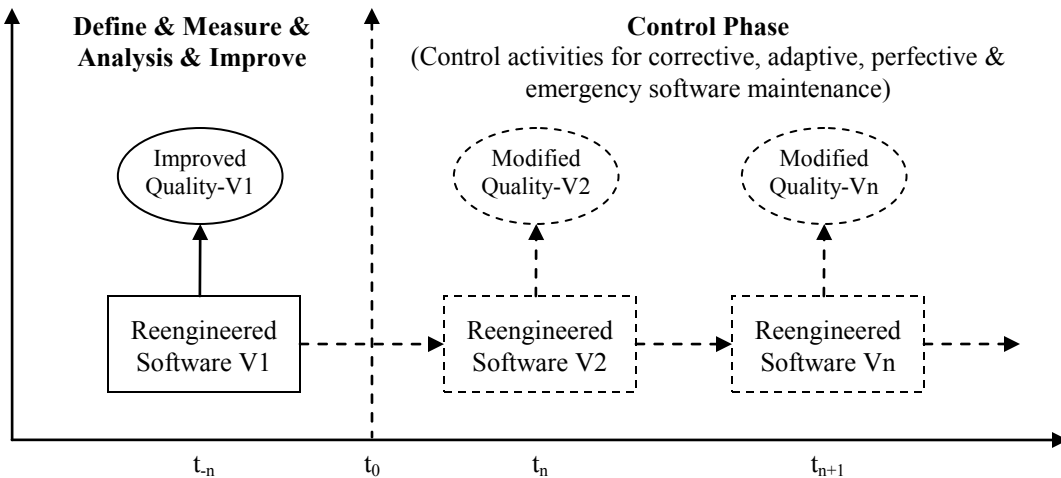 Define & Measure &
Analysis & Improve
Control Phase
(Control activities for corrective, adaptive, perfective &
emergency software maintenance)
Improved
Quality-V1
Modified
Quality-V2
Modified
Quality-Vn
Reengineered
Software V1
Reengineered
Software V2
Reengineered
Software Vn
t-n
t0
tn
tn+1